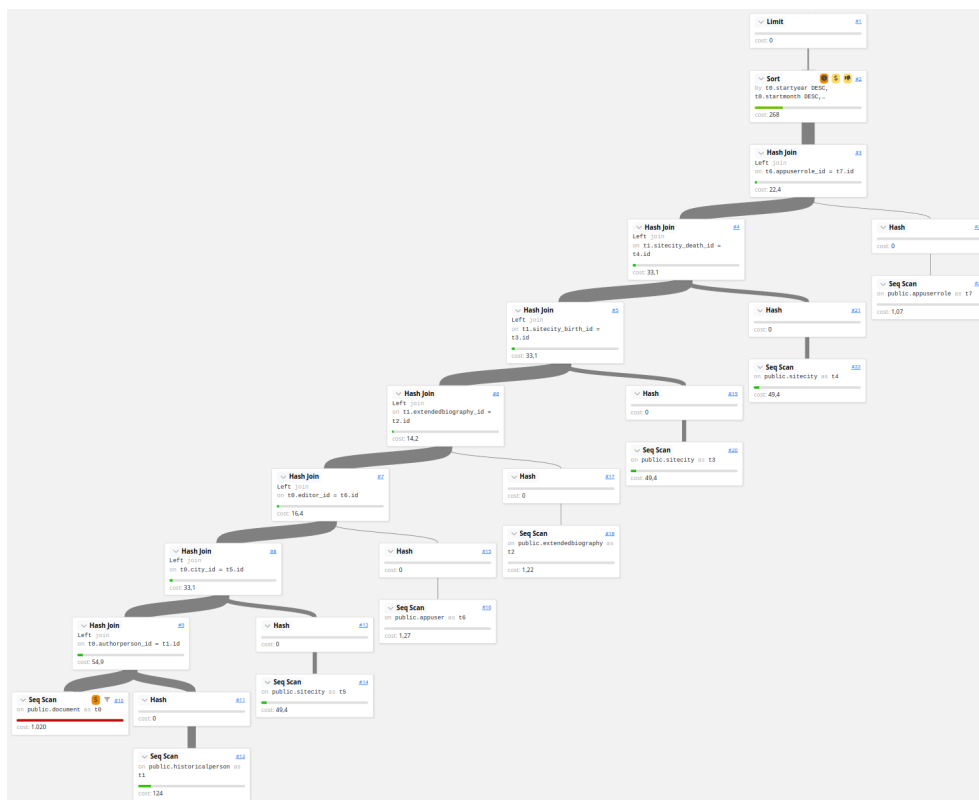 Limit #1
cost: 0
Sort #2
by t0.startyear DESC,
t0.startmonth DESC,…
cost: 268
Hash Join #3
Left join
on t6.appuserrole_id = t7.id
cost: 22,4
Hash Join #4
Left join
on t1.sitecity_death_id =
t4.id
cost: 33,1
Hash
cost: 0
Seq Scan
on public.appuserrole as t7
cost: 1,07
Hash Join #5
Left join
on t1.sitecity_birth_id =
t3.id
cost: 33,1
Hash #21
cost: 0
Seq Scan #22
on public.sitecity as t4
cost: 49,4
Hash Join #6
Left join
on t1.extendedbiography_id =
t2.id
cost: 14,2
Hash #19
cost: 0
Seq Scan #20
on public.sitecity as t3
cost: 49,4
Hash Join #7
Left join
on t0.editor_id = t6.id
cost: 16,4
Hash #17
cost: 0
Seq Scan #18
on public.extendedbiography as
t2
cost: 1,22
Hash Join #8
Left join
on t0.city_id = t5.id
cost: 33,1
Hash #15
cost: 0
Seq Scan #16
on public.appuser as t6
cost: 1,27
Hash Join #9
Left join
on t0.authorperson_id = t1.id
cost: 54,9
Hash #13
cost: 0
Seq Scan #14
on public.sitecity as t5
cost: 49,4
Seq Scan $ #10
on public.document as t0
cost: 1.020
Hash #11
cost: 0
Seq Scan #12
on public.historicalperson as
t1
cost: 124